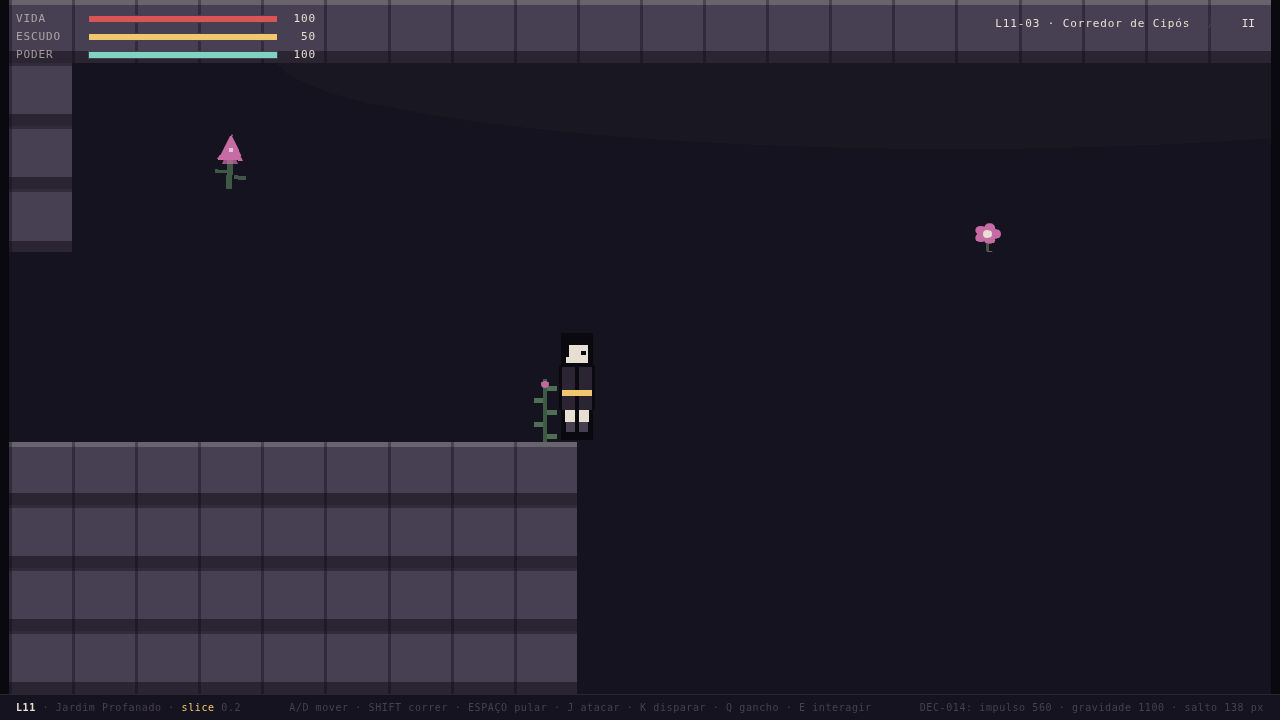 VIDA 100
ESCUDO 50
PODER 100
L11-03 · Corredor de Cipós II
L11 · Jardim Profanado · slice 0.2
A/D mover · SHIFT correr · ESPAÇO pular · J atacar · K disparar · Q gancho · E interagir
DEC-014: impulso 560 · gravidade 1100 · salto 138 px